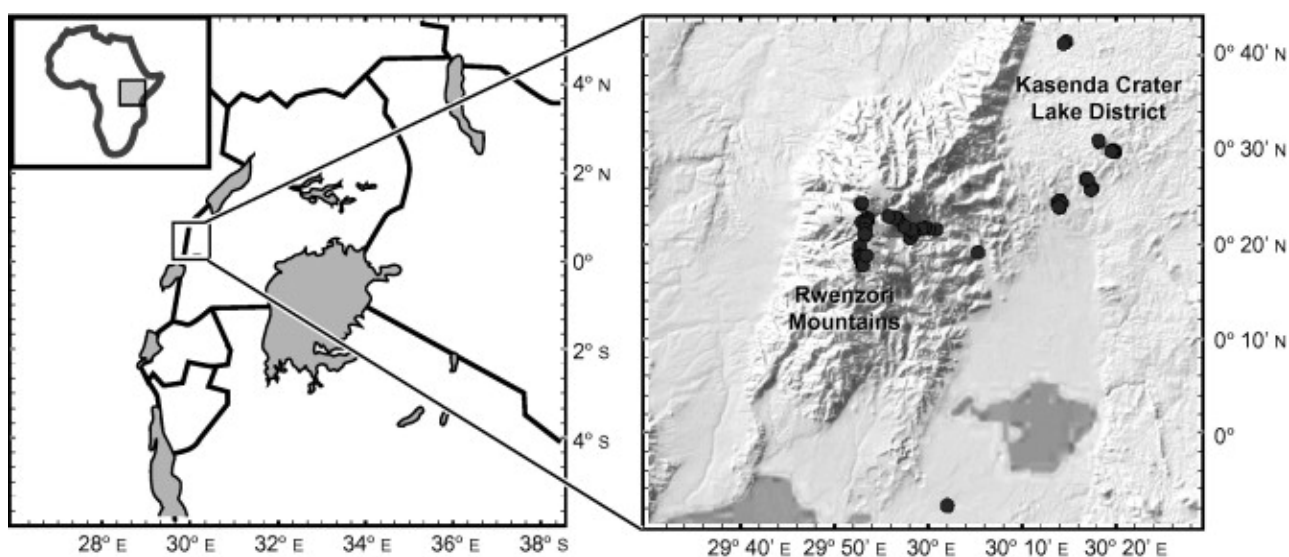 4° N
2° N
0°
2° S
4° S
28° E 30° E 32° E 34° E 36° E 38° S
Kasenda Crater
Lake District
Rwenzori
Mountains
0° 40' N
0° 30' N
0° 20' N
0° 10' N
0°
29° 40' E 29° 50' E 30° E 30° 10' E 30° 20' E